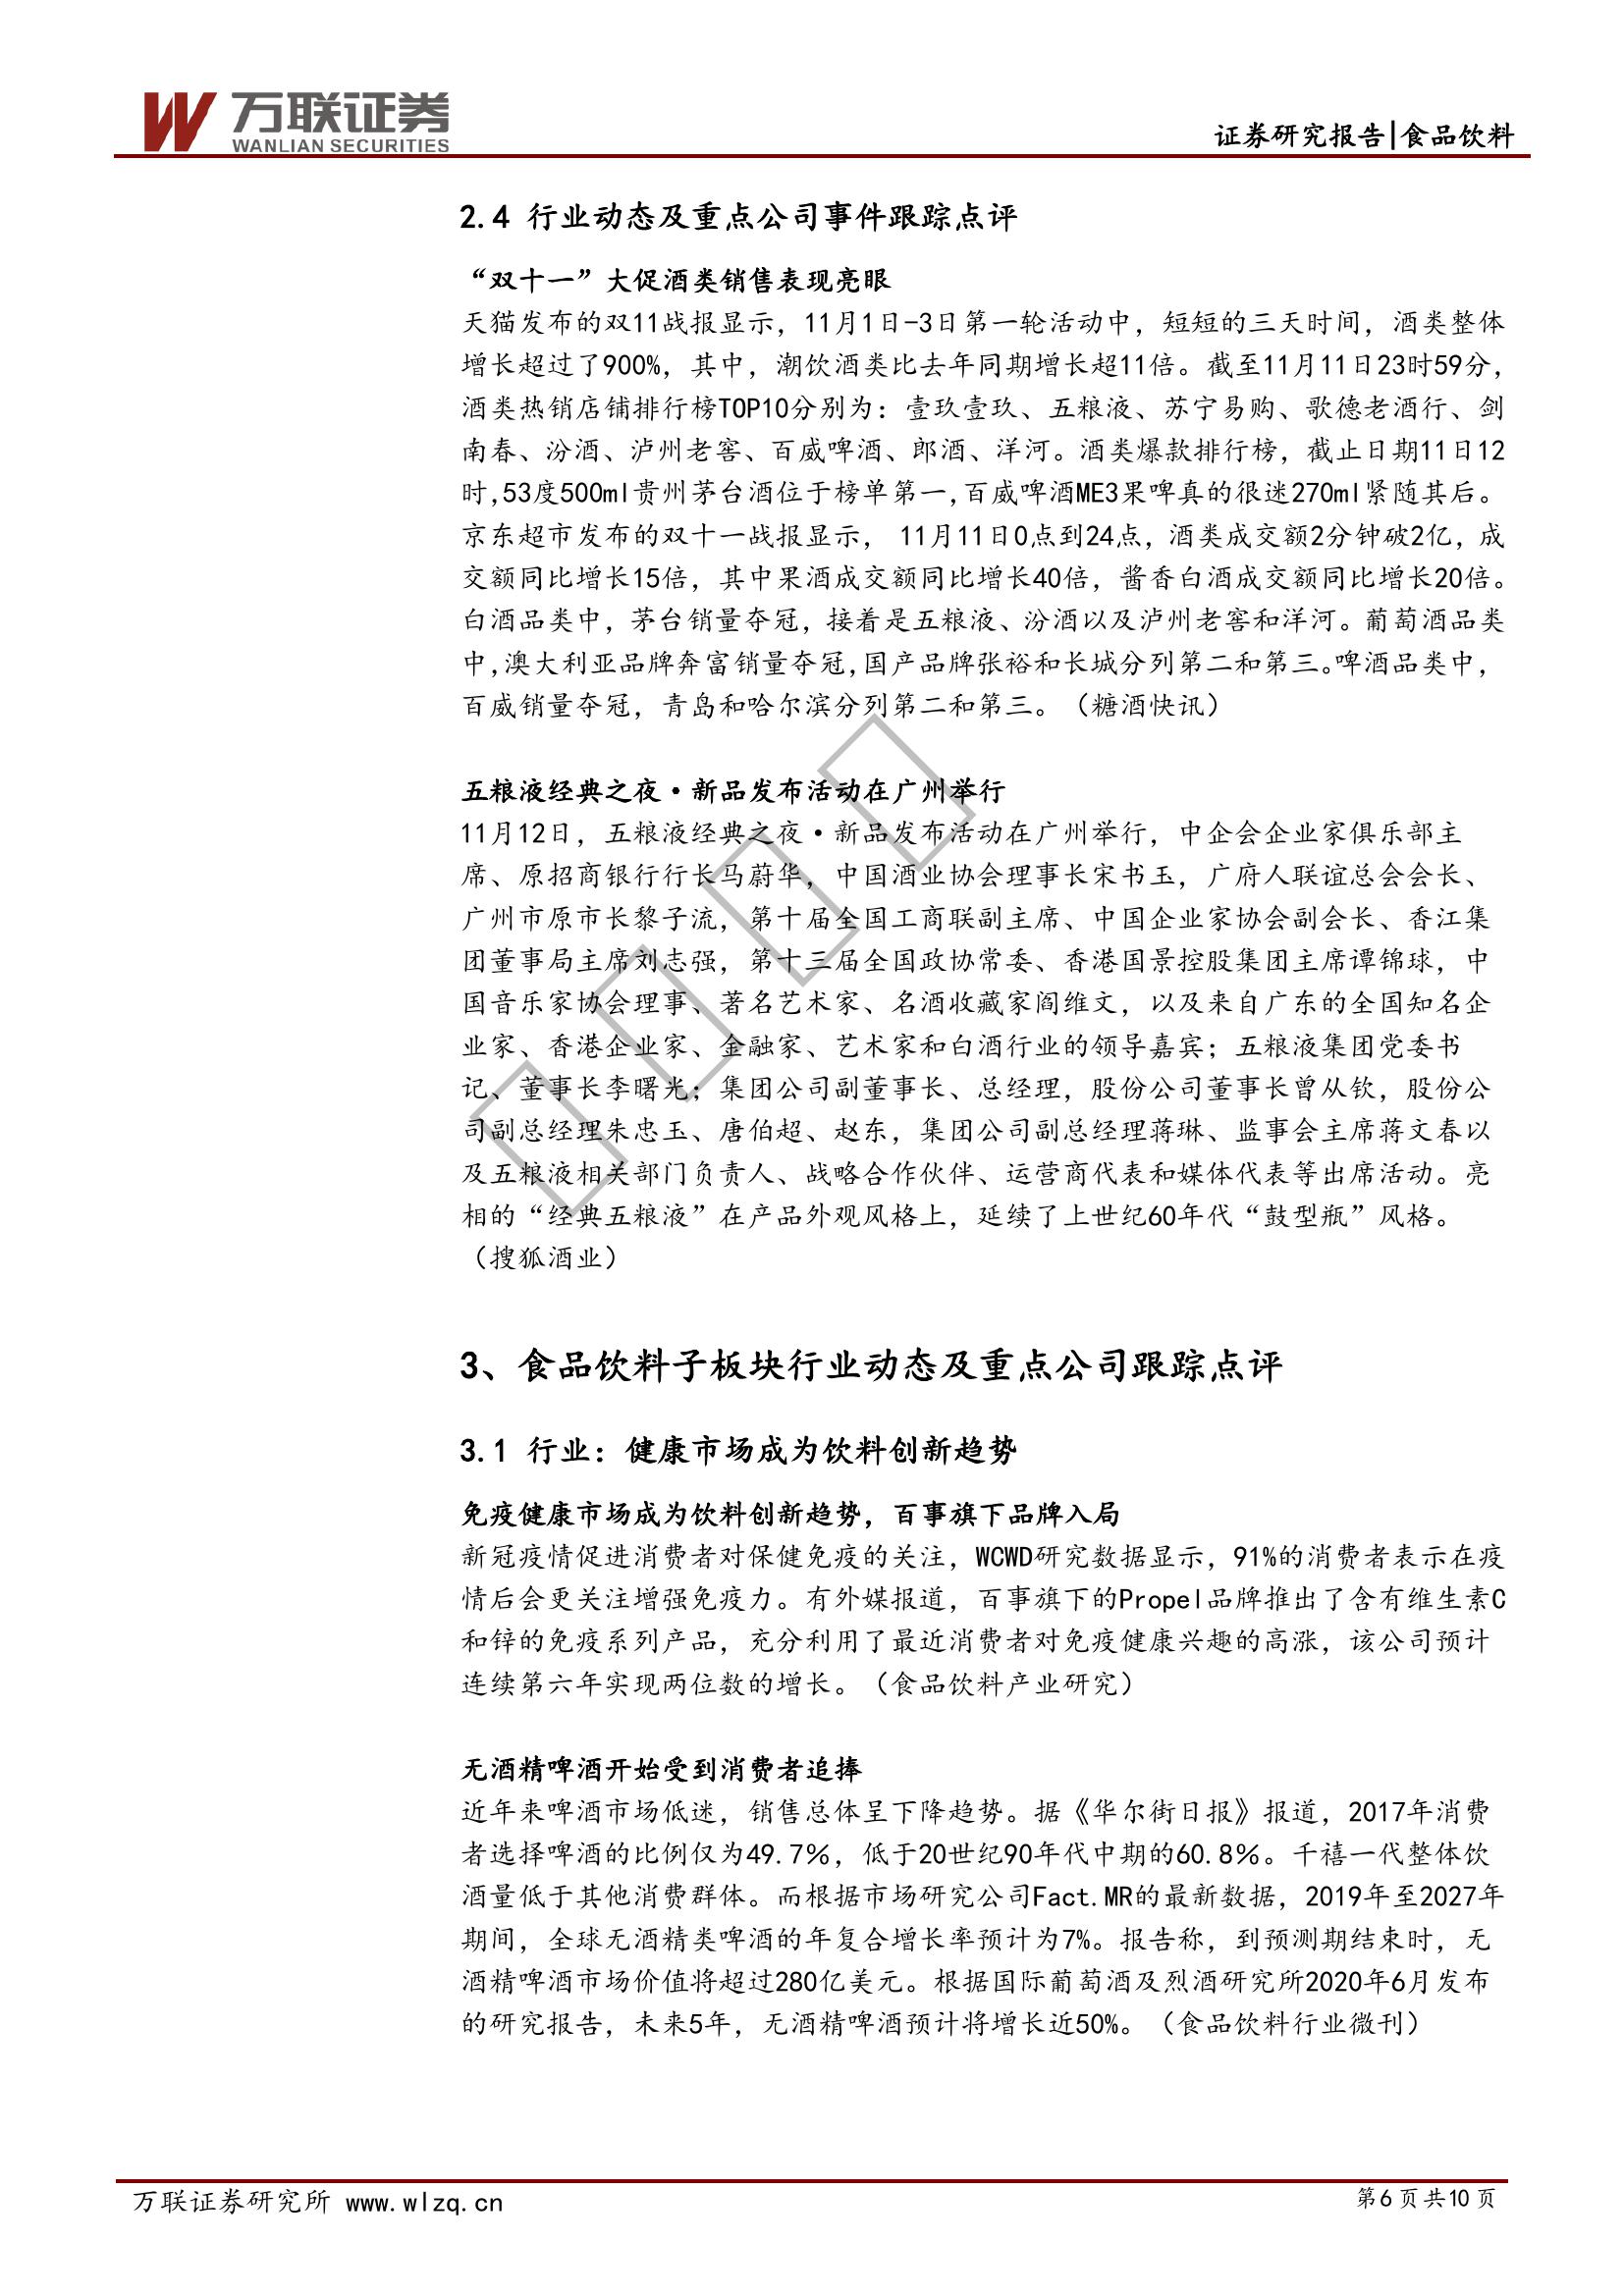 万联证券
WANLIAN SECURITIES
证券研究报告|食品饮料
2.4 行业动态及重点公司事件跟踪点评
“双十一”大促酒类销售表现亮眼
天猫发布的双11战报显示，11月1日-3日第一轮活动中，短短的三天时间，酒类整体
增长超过了900%，其中，潮饮酒类比去年同期增长超11倍。截至11月11日23时59分，
酒类热销店铺排行榜TOP10分别为：壹玖壹玖、五粮液、苏宁易购、歌德老酒行、剑
南春、汾酒、泸州老窖、百威啤酒、郎酒、洋河。酒类爆款排行榜，截止日期11日12
时,53度500ml贵州茅台酒位于榜单第一,百威啤酒ME3果啤真的很迷270ml紧随其后。
京东超市发布的双十一战报显示， 11月11日0点到24点，酒类成交额2分钟破2亿，成
交额同比增长15倍，其中果酒成交额同比增长40倍，酱香白酒成交额同比增长20倍。
白酒品类中，茅台销量夺冠，接着是五粮液、汾酒以及泸州老窖和洋河。葡萄酒品类
中,澳大利亚品牌奔富销量夺冠,国产品牌张裕和长城分列第二和第三。啤酒品类中，
百威销量夺冠，青岛和哈尔滨分列第二和第三。（糖酒快讯）
五粮液经典之夜·新品发布活动在广州举行
11月12日，五粮液经典之夜·新品发布活动在广州举行，中企会企业家俱乐部主
席、原招商银行行长马蔚华，中国酒业协会理事长宋书玉，广府人联谊总会会长、
广州市原市长黎子流，第十届全国工商联副主席、中国企业家协会副会长、香江集
团董事局主席刘志强，第十三届全国政协常委、香港国景控股集团主席谭锦球，中
国音乐家协会理事、著名艺术家、名酒收藏家阎维文，以及来自广东的全国知名企
业家、香港企业家、金融家、艺术家和白酒行业的领导嘉宾；五粮液集团党委书
记、董事长李曙光；集团公司副董事长、总经理，股份公司董事长曾从钦，股份公
司副总经理朱忠玉、唐伯超、赵东，集团公司副总经理蒋琳、监事会主席蒋文春以
及五粮液相关部门负责人、战略合作伙伴、运营商代表和媒体代表等出席活动。亮
相的“经典五粮液”在产品外观风格上，延续了上世纪60年代“鼓型瓶”风格。
（搜狐酒业）
3、食品饮料子板块行业动态及重点公司跟踪点评
3.1 行业：健康市场成为饮料创新趋势
免疫健康市场成为饮料创新趋势，百事旗下品牌入局
新冠疫情促进消费者对保健免疫的关注，WCWD研究数据显示，91%的消费者表示在疫
情后会更关注增强免疫力。有外媒报道，百事旗下的Propel品牌推出了含有维生素C
和锌的免疫系列产品，充分利用了最近消费者对免疫健康兴趣的高涨，该公司预计
连续第六年实现两位数的增长。（食品饮料产业研究）
无酒精啤酒开始受到消费者追捧
近年来啤酒市场低迷，销售总体呈下降趋势。据《华尔街日报》报道，2017年消费
者选择啤酒的比例仅为49.7%，低于20世纪90年代中期的60.8%。千禧一代整体饮
酒量低于其他消费群体。而根据市场研究公司Fact.MR的最新数据，2019年至2027年
期间，全球无酒精类啤酒的年复合增长率预计为7%。报告称，到预测期结束时，无
酒精啤酒市场价值将超过280亿美元。根据国际葡萄酒及烈酒研究所2020年6月发布
的研究报告，未来5年，无酒精啤酒预计将增长近50%。（食品饮料行业微刊）
万联证券研究所 www.wlzq.cn
第6页共10页